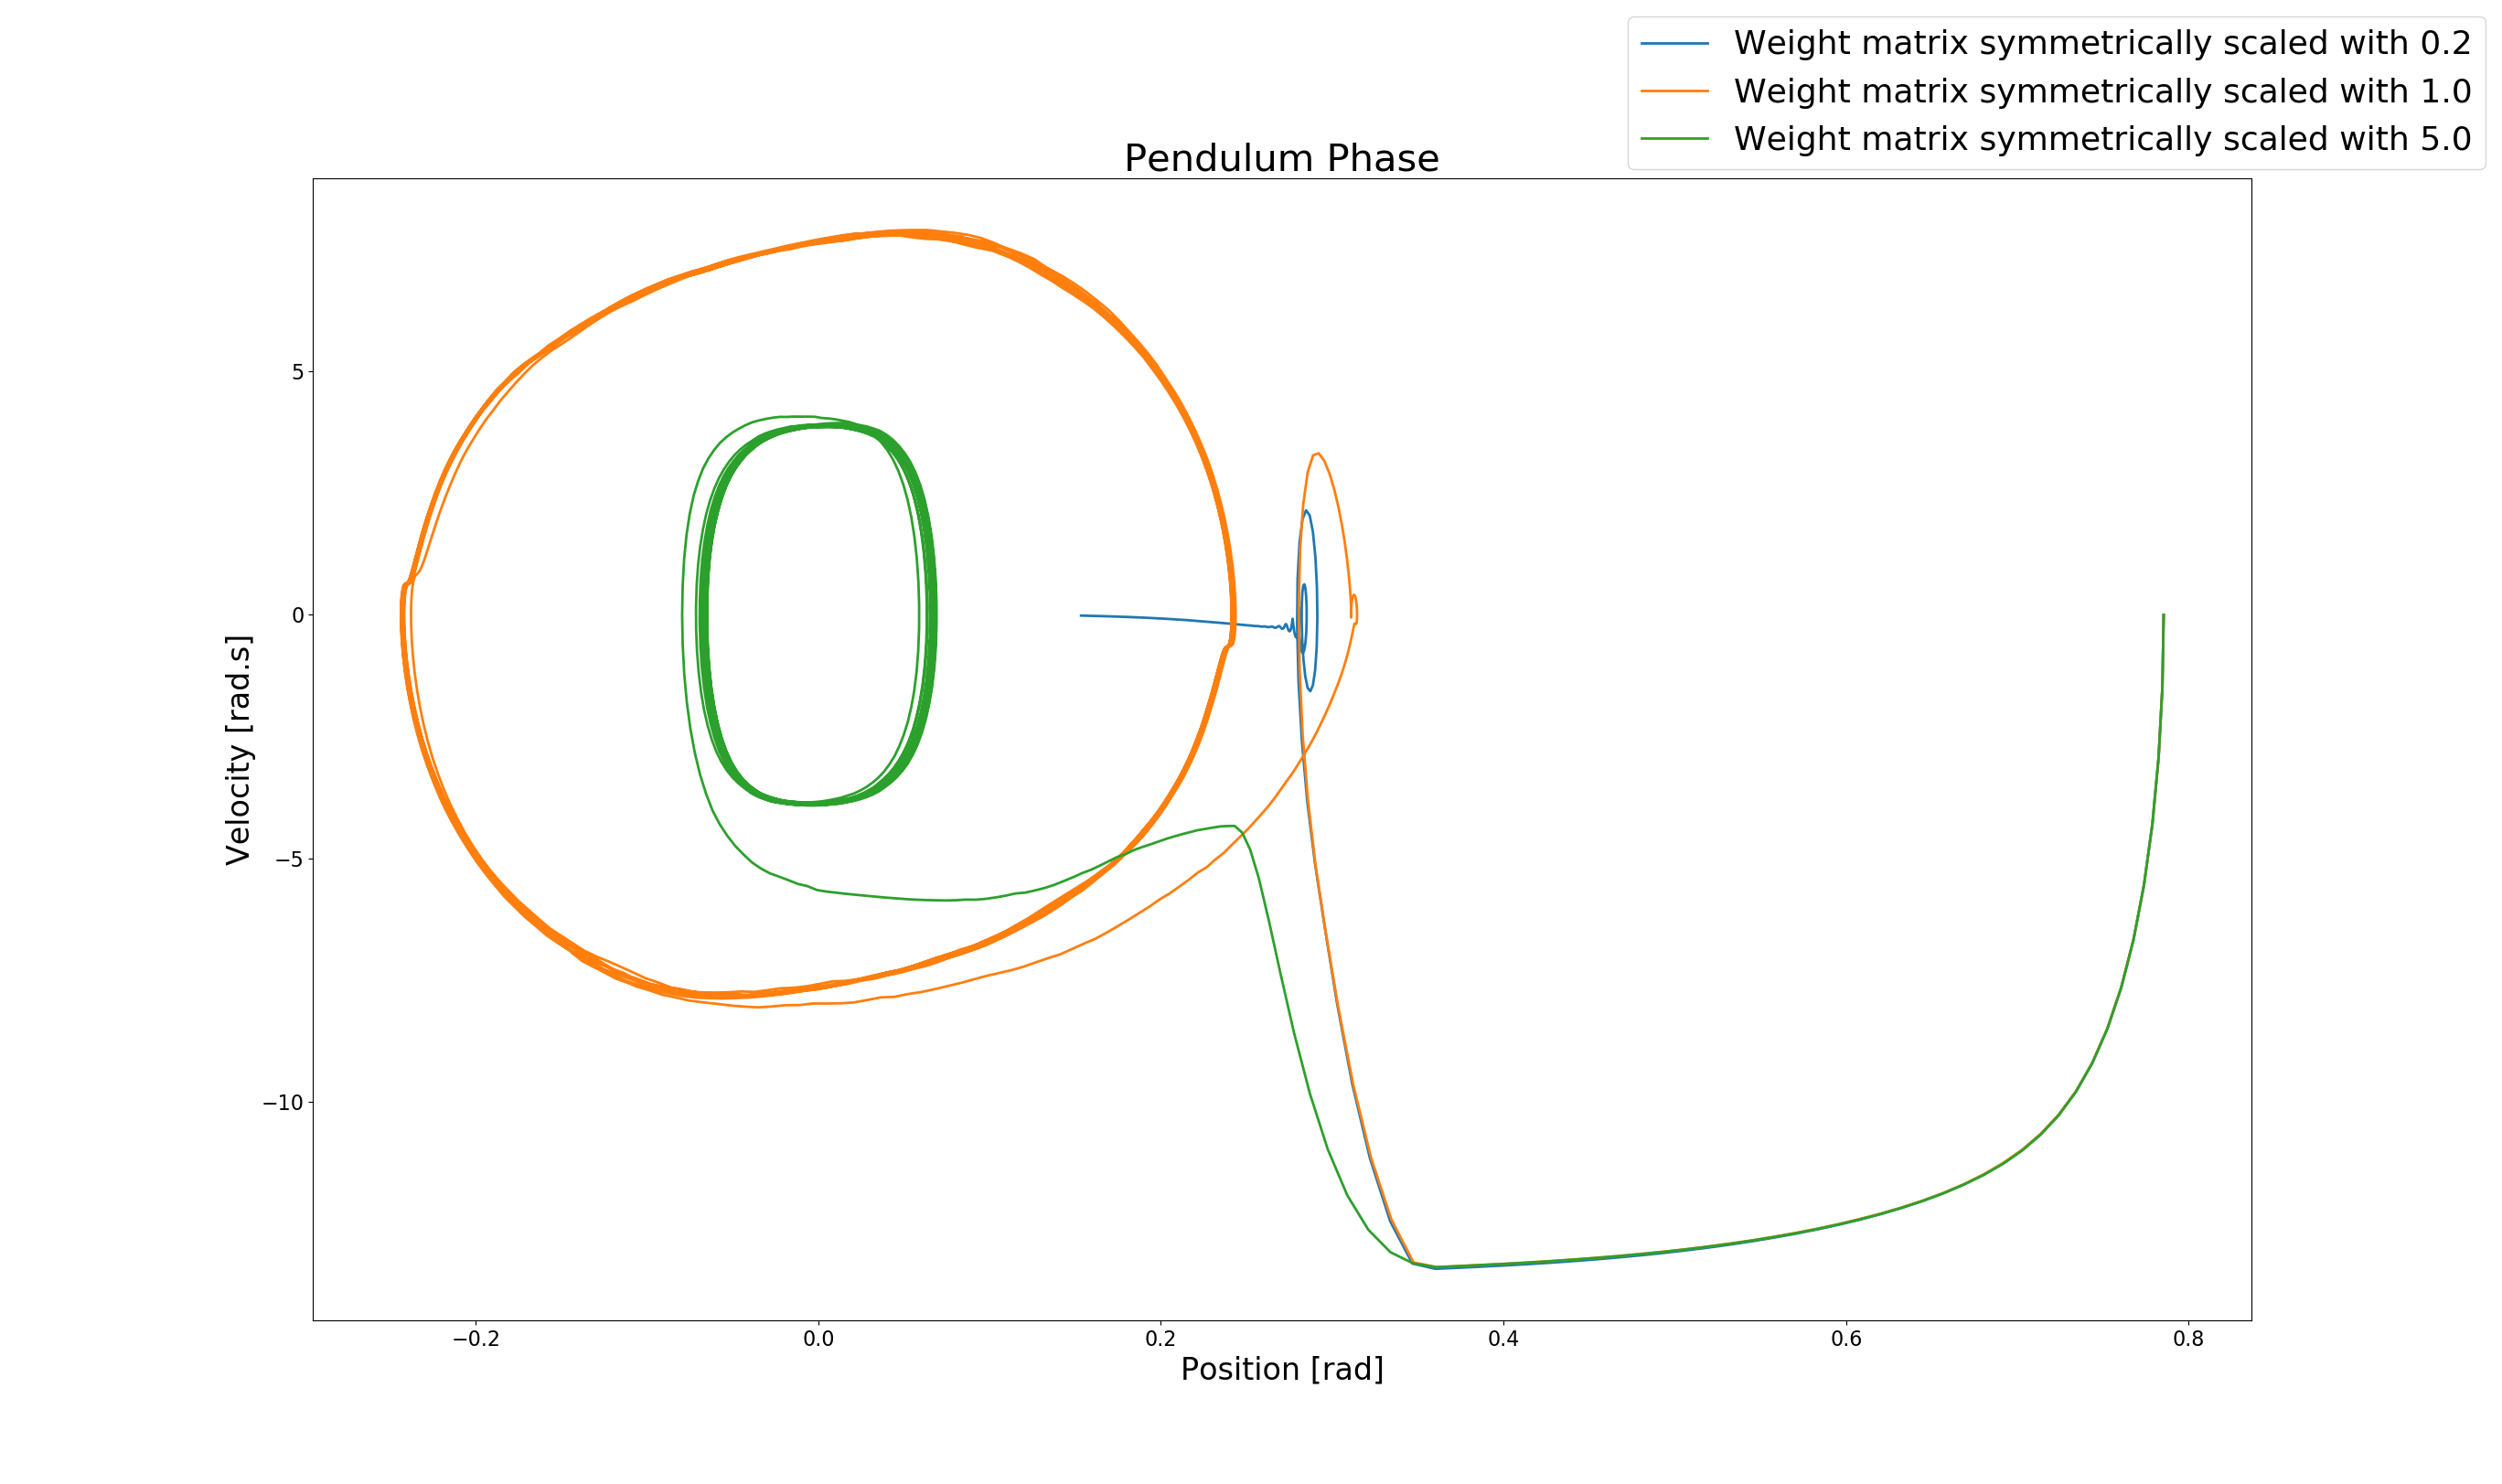 Weight matrix symmetrically scaled with 0.2
Weight matrix symmetrically scaled with 1.0
Weight matrix symmetrically scaled with 5.0
Pendulum Phase
Velocity [rad.s]
5
0
−5
−10
−0.2 0.0 0.2 0.4 0.6 0.8
Position [rad]